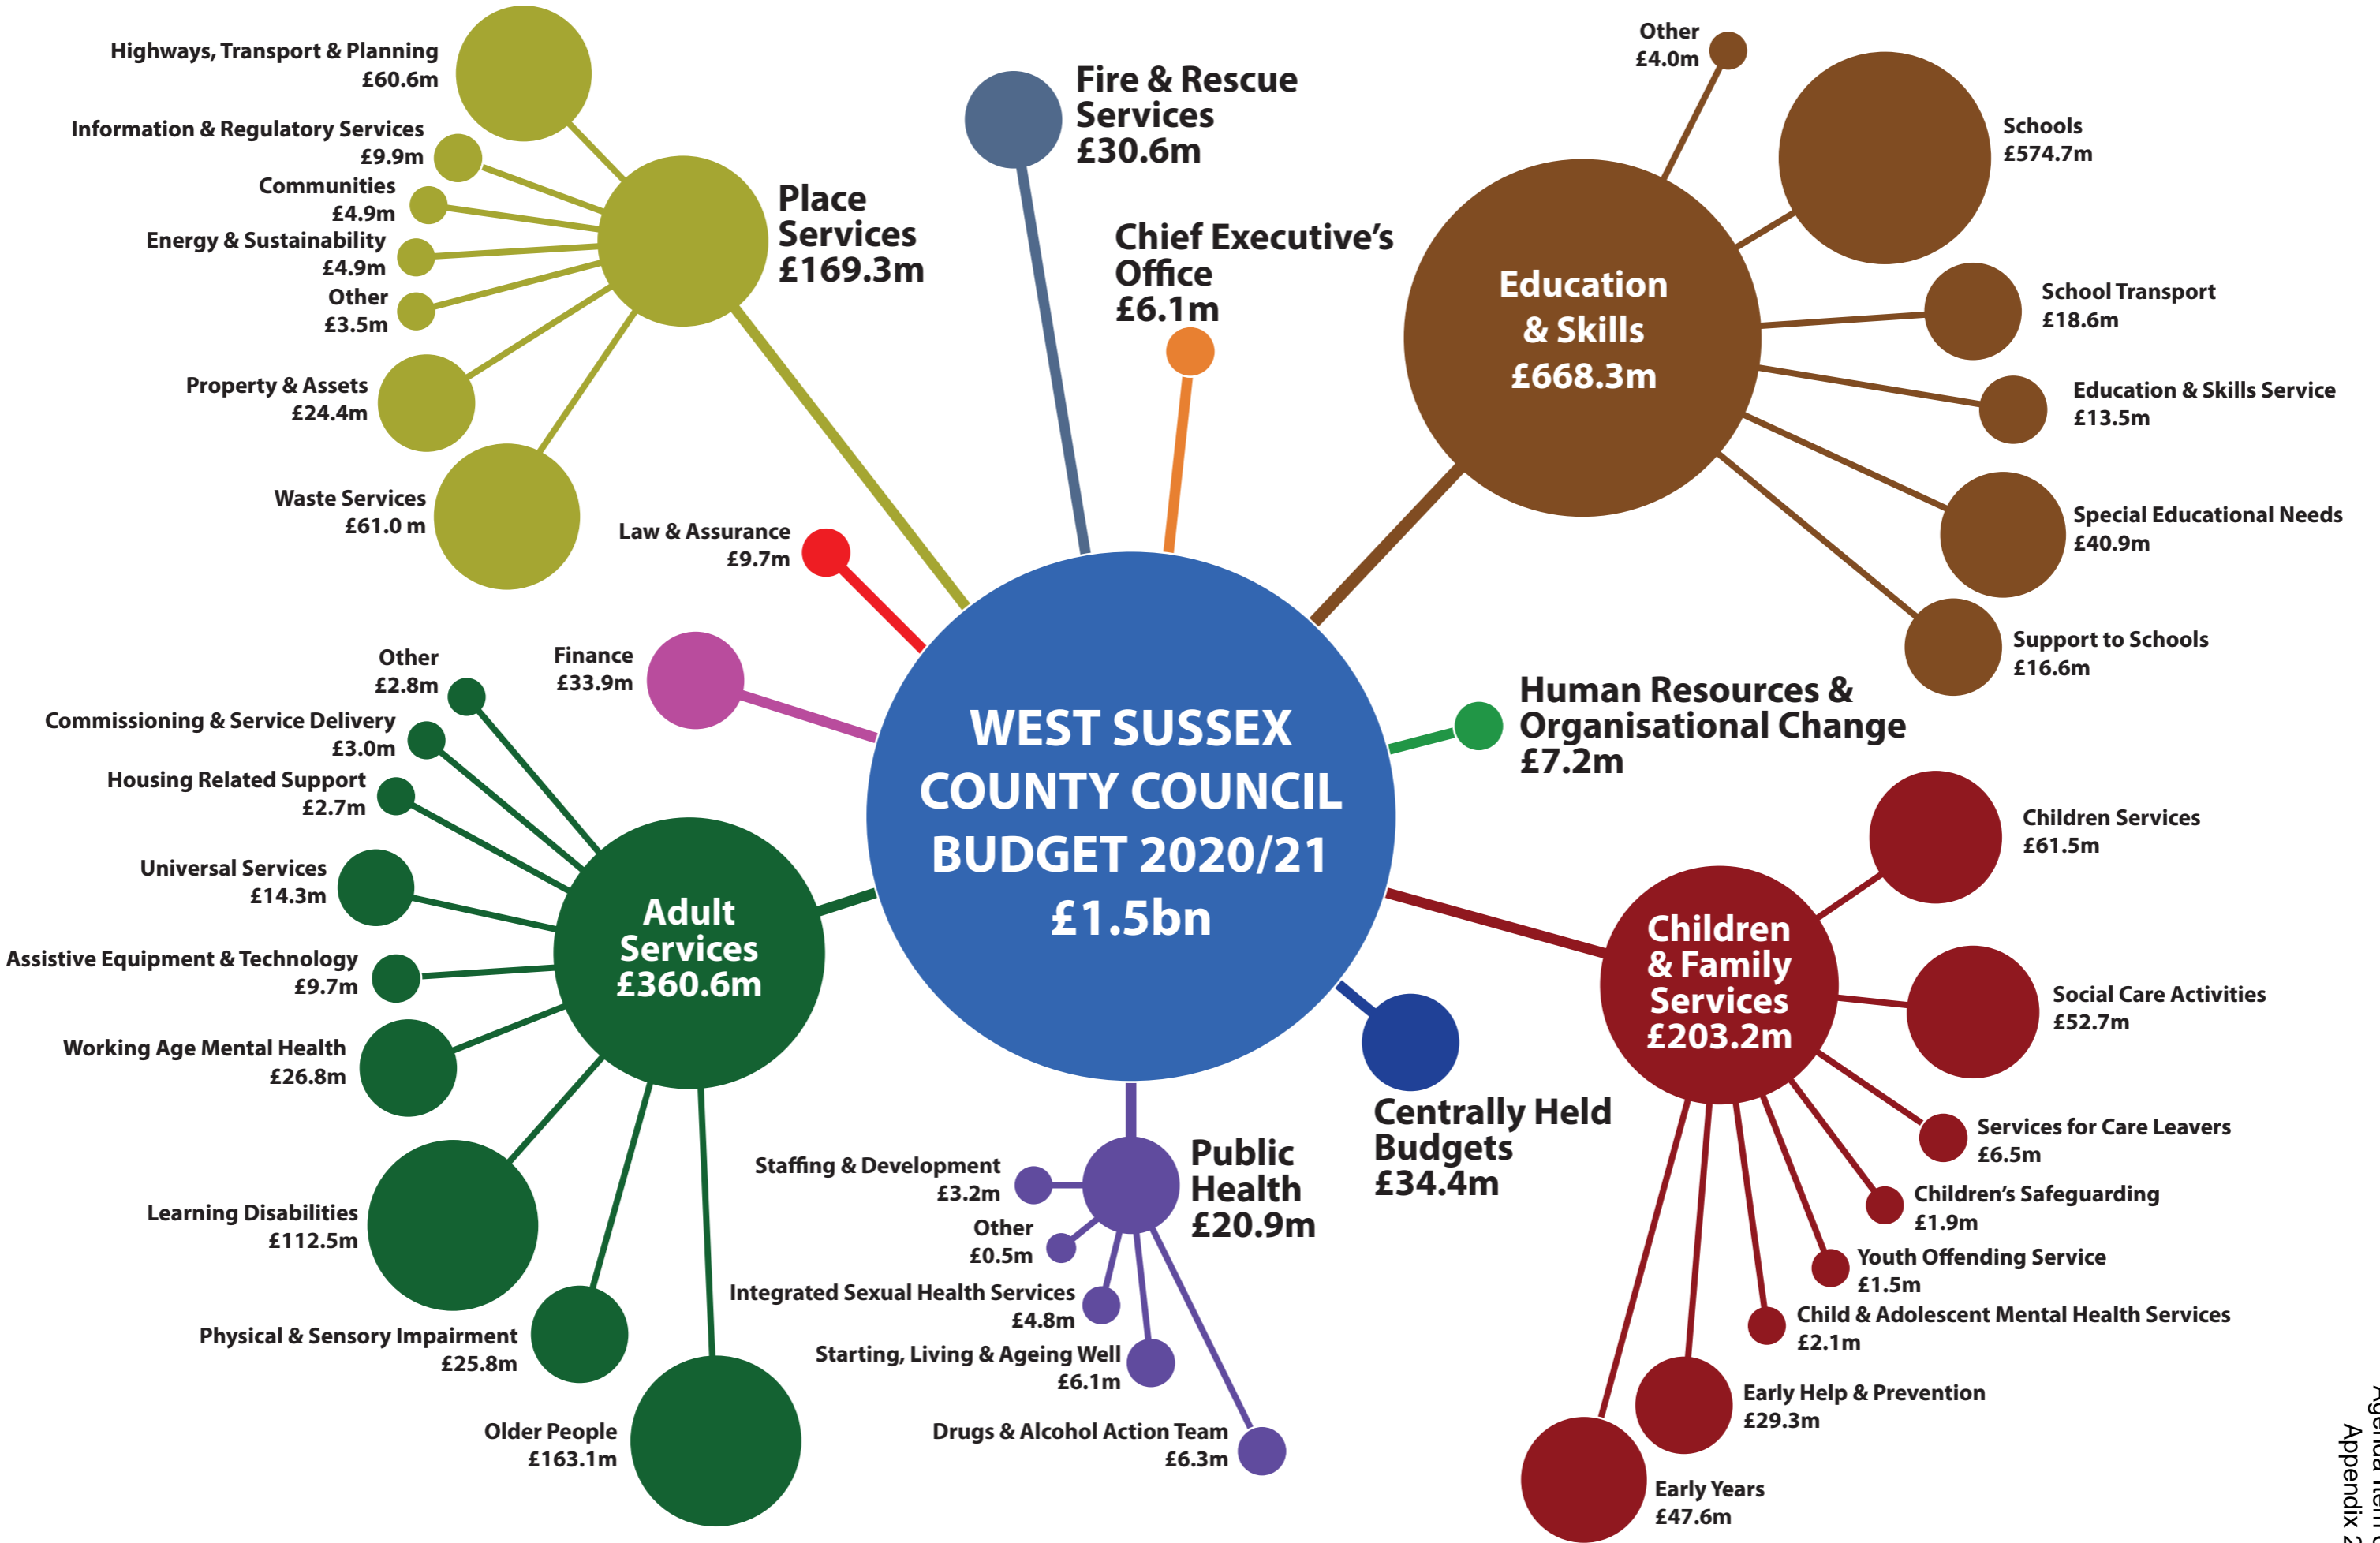 Highways, Transport & Planning
£60.6m
Information & Regulatory Services
£9.9m
Communities
£4.9m
Energy & Sustainability
£4.9m
Other
£3.5m
Property & Assets
£24.4m
Waste Services
£61.0 m
Place
Services
£169.3m
Fire & Rescue
Services
£30.6m
Chief Executive’s
Office
£6.1m
Other
£4.0m
Schools
£574.7m
Education
& Skills
£668.3m
School Transport
£18.6m
Education & Skills Service
£13.5m
Special Educational Needs
£40.9m
Support to Schools
£16.6m
Law & Assurance
£9.7m
Finance
£33.9m
WEST SUSSEX
COUNTY COUNCIL
BUDGET 2020/21
£1.5bn
Human Resources &
Organisational Change
£7.2m
Other
£2.8m
Commissioning & Service Delivery
£3.0m
Housing Related Support
£2.7m
Universal Services
£14.3m
Assistive Equipment & Technology
£9.7m
Working Age Mental Health
£26.8m
Learning Disabilities
£112.5m
Physical & Sensory Impairment
£25.8m
Older People
£163.1m
Adult
Services
£360.6m
Children
& Family
Services
£203.2m
Children Services
£61.5m
Social Care Activities
£52.7m
Services for Care Leavers
£6.5m
Children’s Safeguarding
£1.9m
Youth Offending Service
£1.5m
Child & Adolescent Mental Health Services
£2.1m
Early Help & Prevention
£29.3m
Early Years
£47.6m
Centrally Held
Budgets
£34.4m
Public
Health
£20.9m
Staffing & Development
£3.2m
Other
£0.5m
Integrated Sexual Health Services
£4.8m
Starting, Living & Ageing Well
£6.1m
Drugs & Alcohol Action Team
£6.3m
Agenda Item
Appendix 2